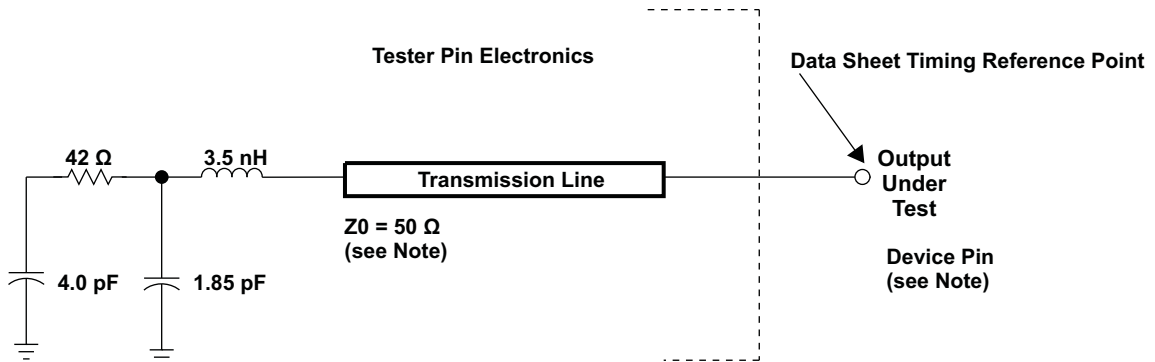 Tester Pin Electronics
Data Sheet Timing Reference Point
42 Ω
3.5 nH
Transmission Line
Output
Under
Test
Z0 = 50 Ω
(see Note)
Device Pin
(see Note)
4.0 pF
1.85 pF